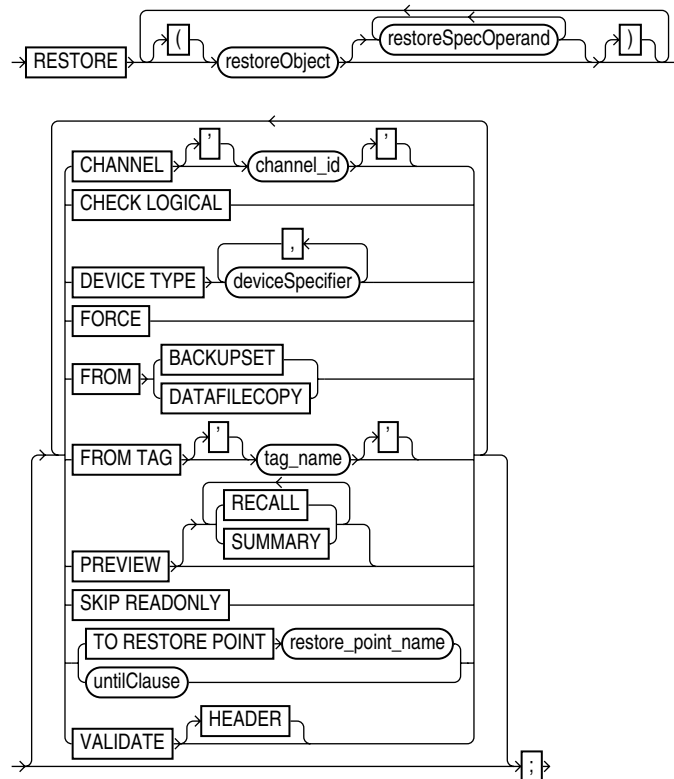 ( restoreSpecOperand )
RESTORE restoreObject
' '
CHANNEL channel_id
CHECK LOGICAL
,
DEVICE TYPE deviceSpecifier
FORCE
BACKUPSET
FROM
DATAFILECOPY
' '
FROM TAG tag_name
RECALL
SUMMARY
PREVIEW
SKIP READONLY
TO RESTORE POINT restore_point_name
untilClause
HEADER
VALIDATE
;